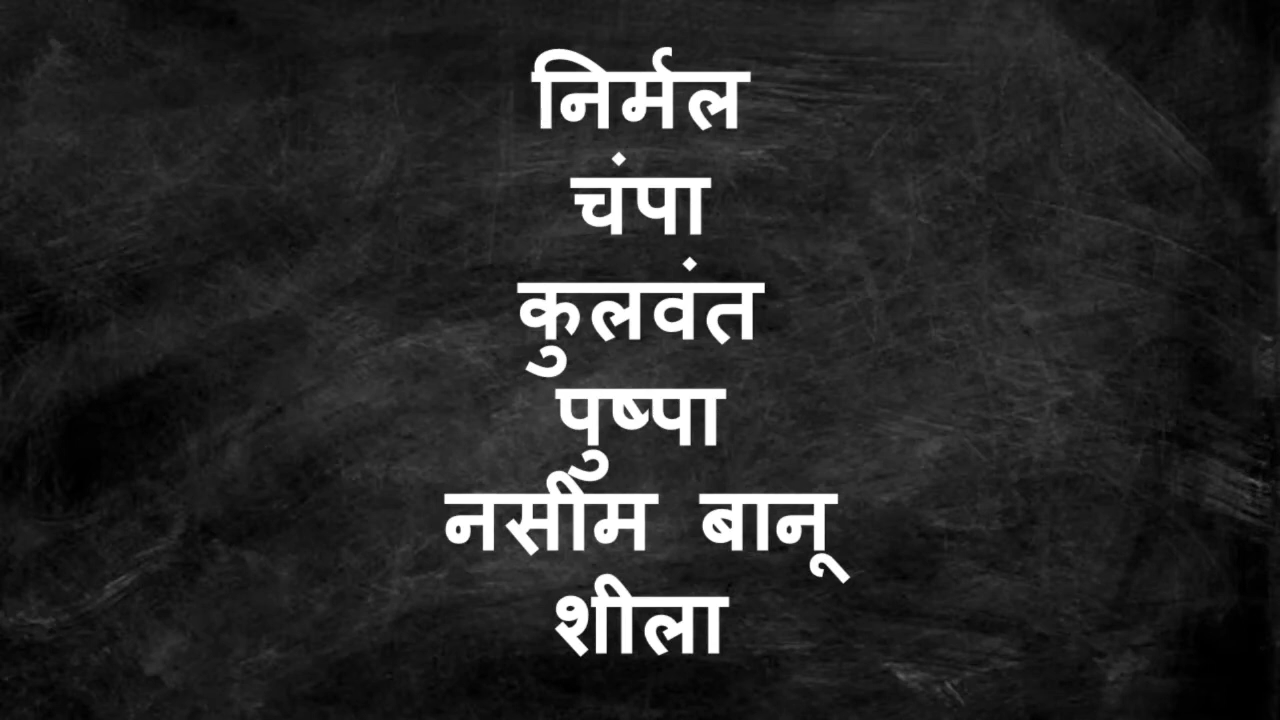 निर्मल
चंपा
कुलवंत
पुष्पा
नसीम बानू
शीला